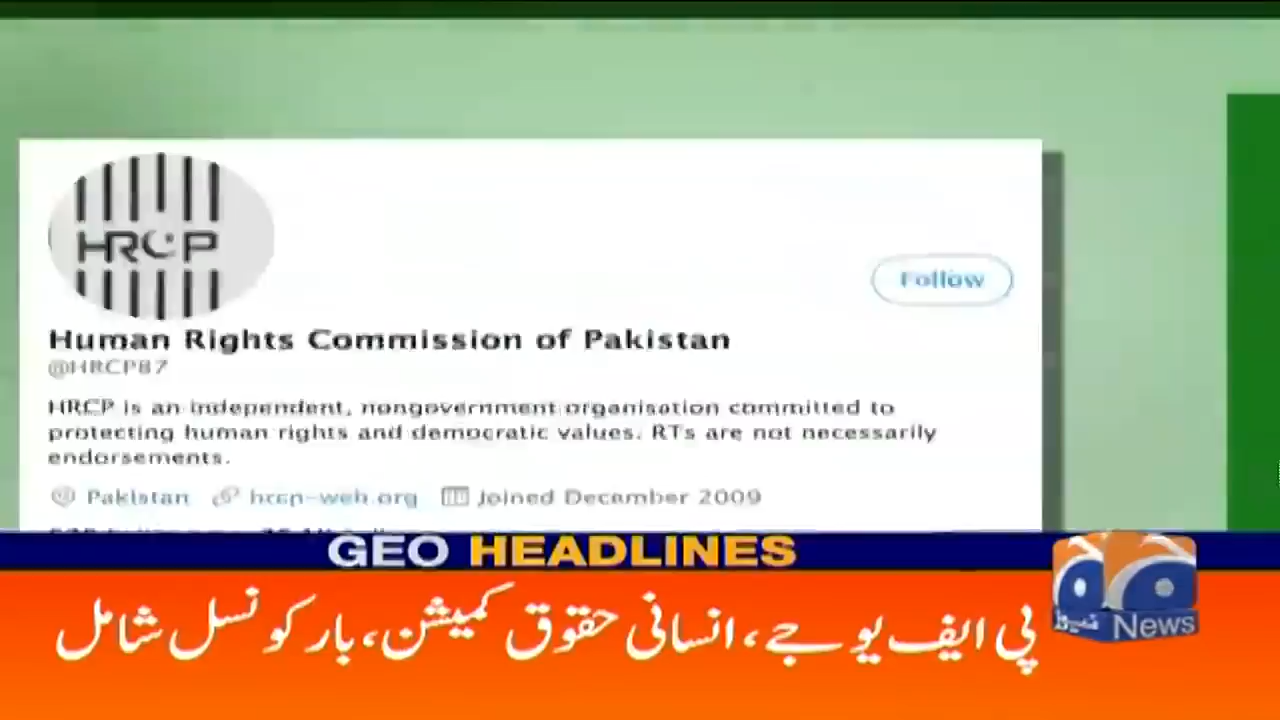 HRCP
Follow
Human Rights Commission of Pakistan
@HRCP87
HRCP is an independent, nongovernment organisation committed to
protecting human rights and democratic values. RTs are not necessarily
endorsements.
Pakistan hrcp-web.org Joined December 2009
GEO HEADLINES
پی ایف یو جے، انسانی حقوق کمیشن، بار کونسل شامل
نیوز News